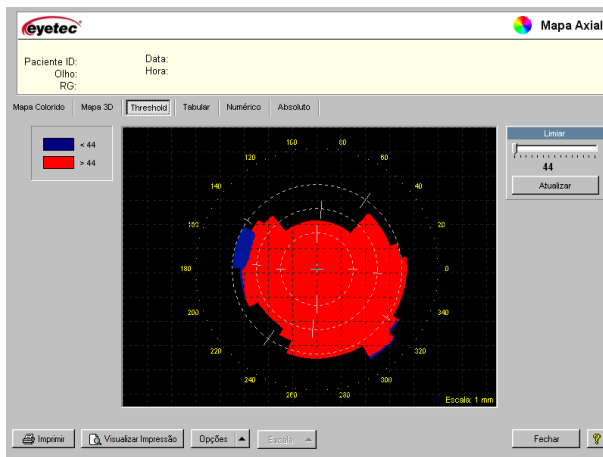 eyetec
Mapa Axial
Paciente ID:
Data:
Olho:
Hora:
RG:
Mapa Colorido
Mapa 3D
Threshold
Tabular
Numérico
Absoluto
< 44
> 44
Limiar
44
Atualizar
100
80
120
60
140
40
160
20
180
0
200
340
220
320
240
300
260
280
Escala: 1 mm
Imprimir
Visualizar Impressão
Opções
Escala
Fechar
?